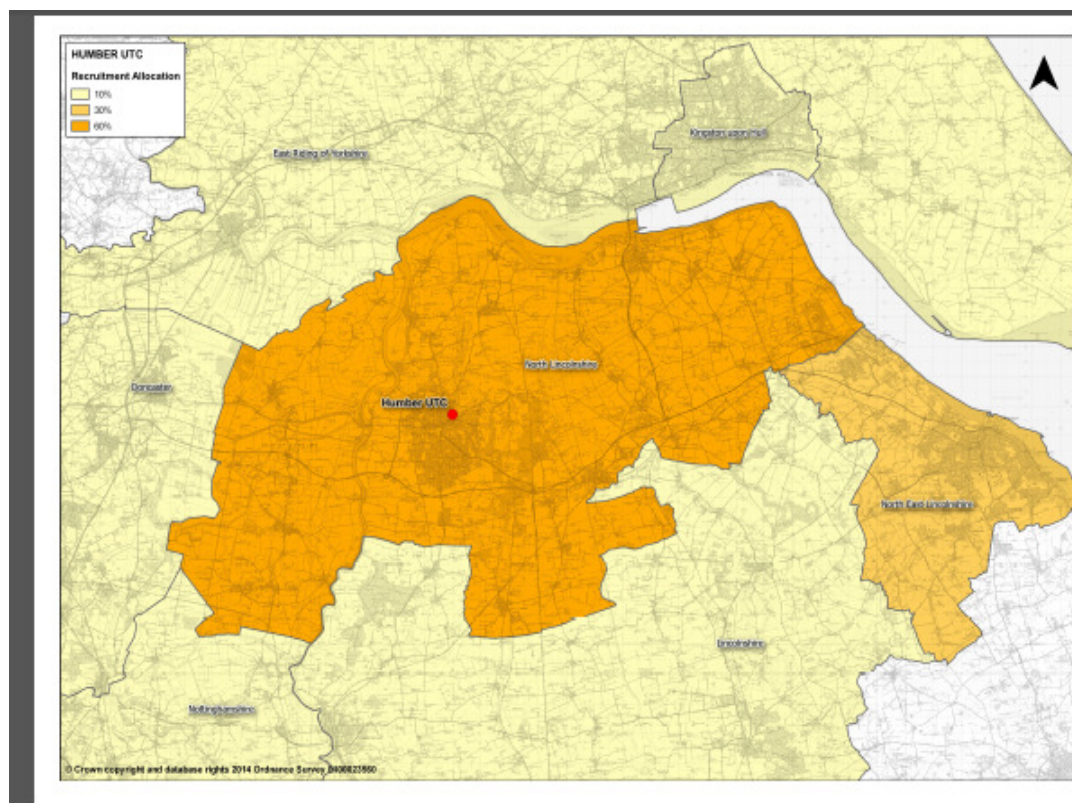 HUMBER UTC
Recruitment Allocation
10%
30%
60%
Kingston upon Hull
East Riding of Yorkshire
North Lincolnshire
Doncaster
Humber UTC
North East Lincolnshire
Lincolnshire
Nottinghamshire
© Crown copyright and database rights 2014 Ordnance Survey 0100023560